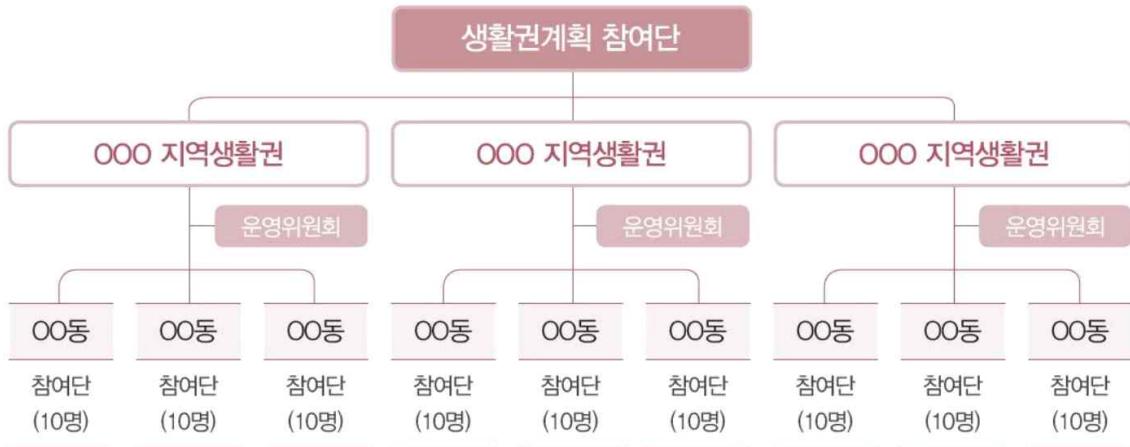 생활권계획 참여단
OOO 지역생활권 OOO 지역생활권 OOO 지역생활권
운영위원회 운영위원회 운영위원회
OO동 OO동 OO동 OO동 OO동 OO동 OO동 OO동 OO동
참여단 참여단 참여단 참여단 참여단 참여단 참여단 참여단 참여단
(10명) (10명) (10명) (10명) (10명) (10명) (10명) (10명) (10명)